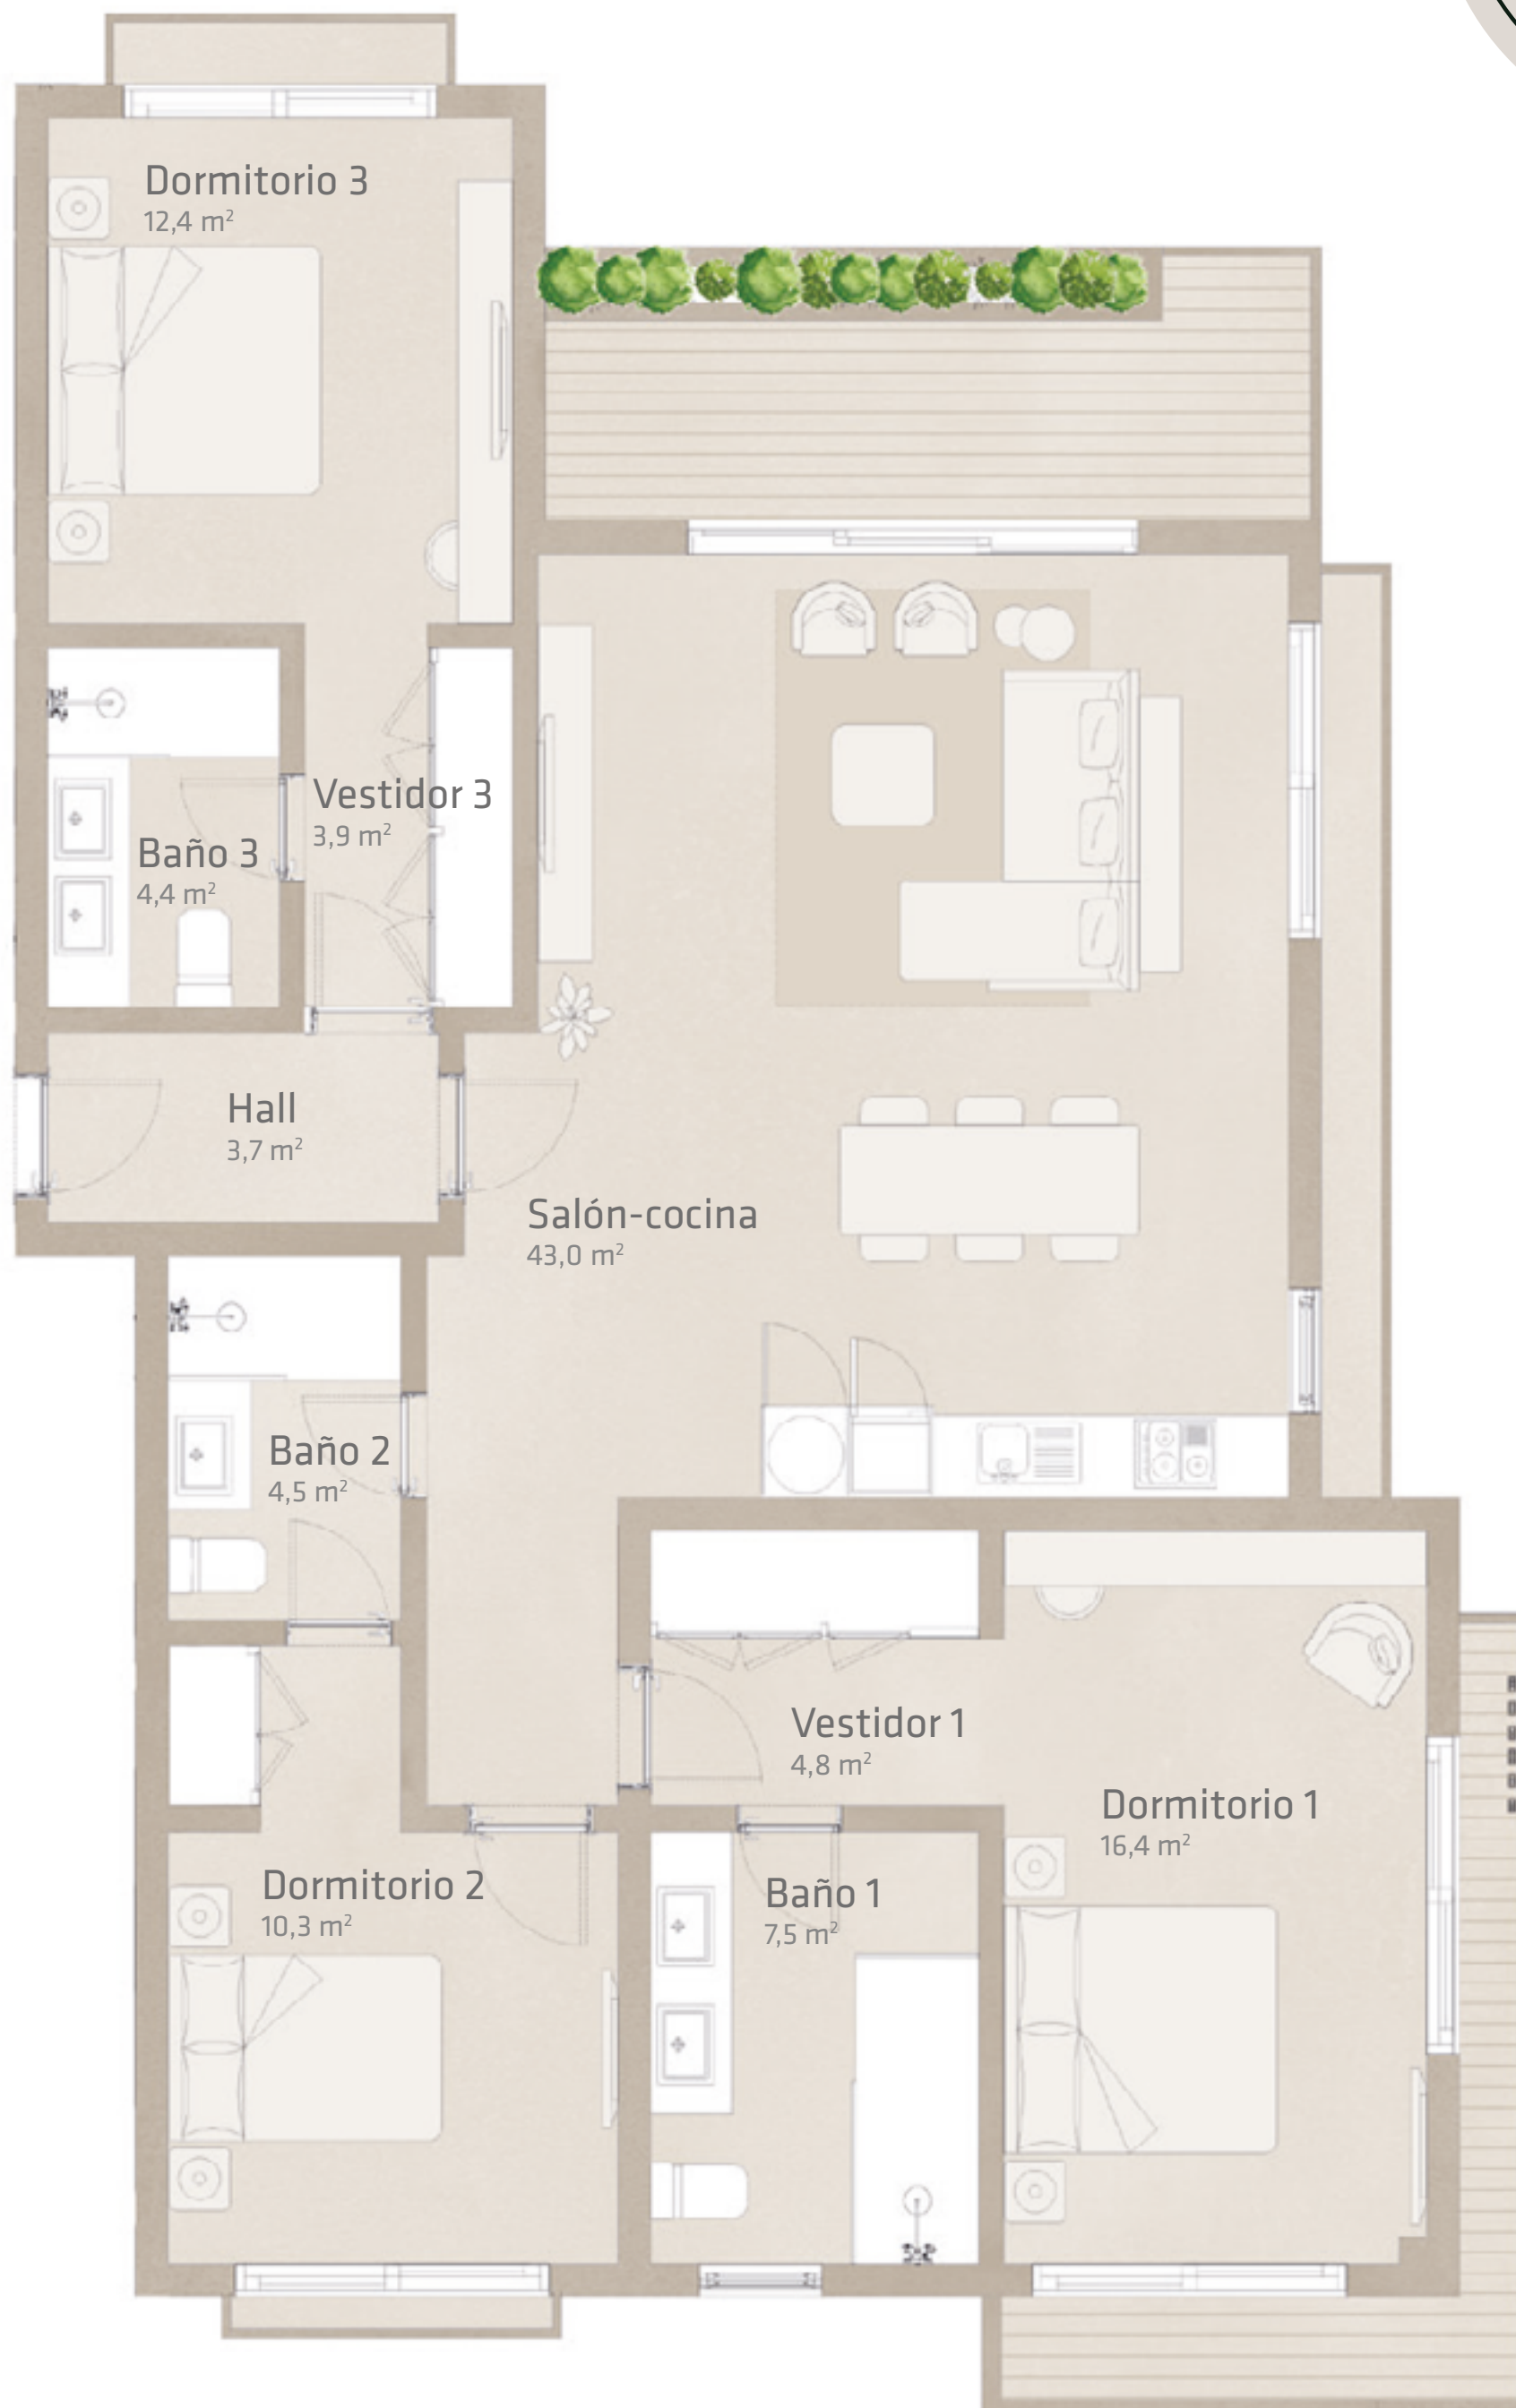 Dormitorio 3
12,4 m²
Vestidor 3
3,9 m²
Baño 3
4,4 m²
Hall
3,7 m²
Salón-cocina
43,0 m²
Baño 2
4,5 m²
Vestidor 1
4,8 m²
Dormitorio 1
16,4 m²
Dormitorio 2
10,3 m²
Baño 1
7,5 m²